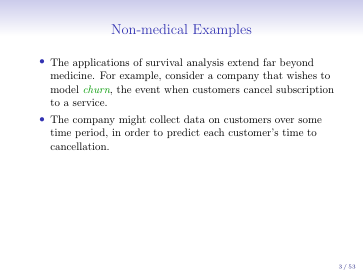 Non-medical Examples
• The applications of survival analysis extend far beyond
medicine. For example, consider a company that wishes to
model churn, the event when customers cancel subscription
to a service.
• The company might collect data on customers over some
time period, in order to predict each customer's time to
cancellation.
3 / 53